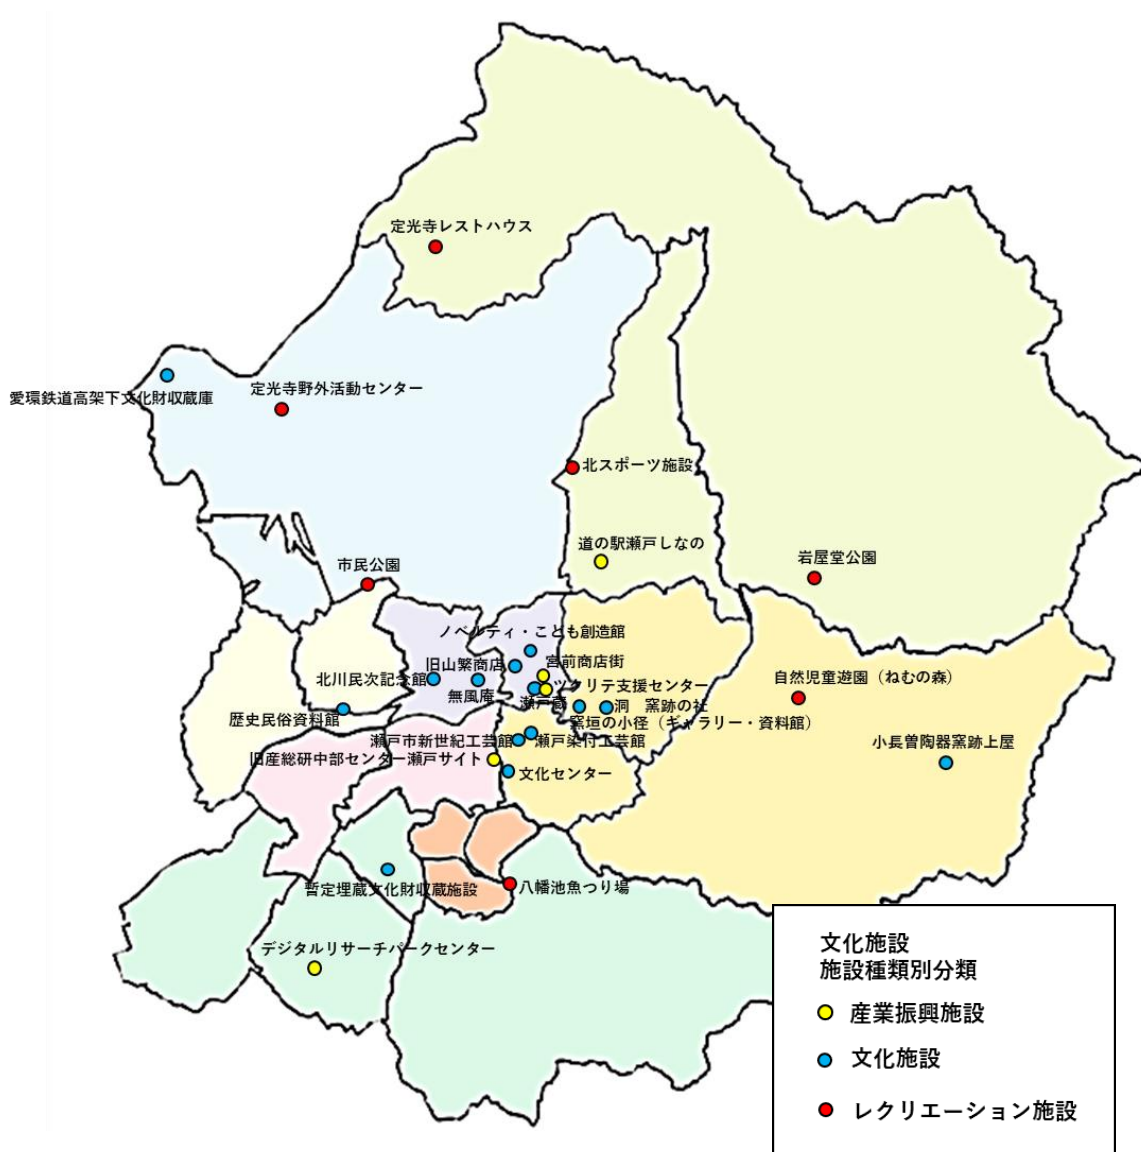 定光寺レストハウス
愛環鉄道高架下文化財収蔵庫
定光寺野外活動センター
北スポーツ施設
道の駅瀬戸しなの
岩屋堂公園
市民公園
ノベルティ・こども創造館
旧山繁商店
宮前商店街
北川民次記念館
無風庵
ツクリテ支援センター
自然児童遊園（ねむの森）
瀬戸蔵
洞　窯跡の杜
歴史民俗資料館
窯垣の小径（ギャラリー・資料館）
瀬戸市新世紀工芸館
瀬戸染付工芸館
小長曽陶器窯跡上屋
旧産総研中部センター瀬戸サイト
文化センター
暫定埋蔵文化財収蔵施設
八幡池魚つり場
デジタルリサーチパークセンター
文化施設
施設種類別分類
産業振興施設
文化施設
レクリエーション施設